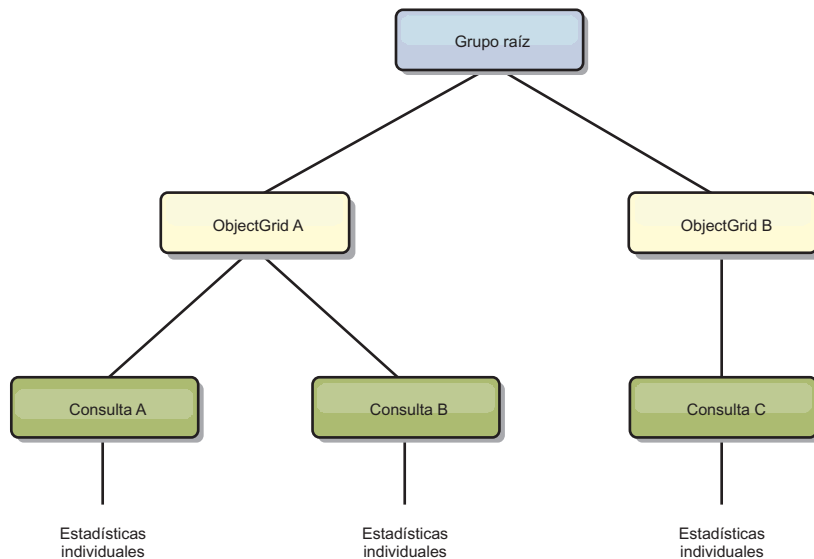 Grupo raíz
ObjectGrid A
ObjectGrid B
Consulta A
Consulta B
Consulta C
Estadísticas
individuales
Estadísticas
individuales
Estadísticas
individuales